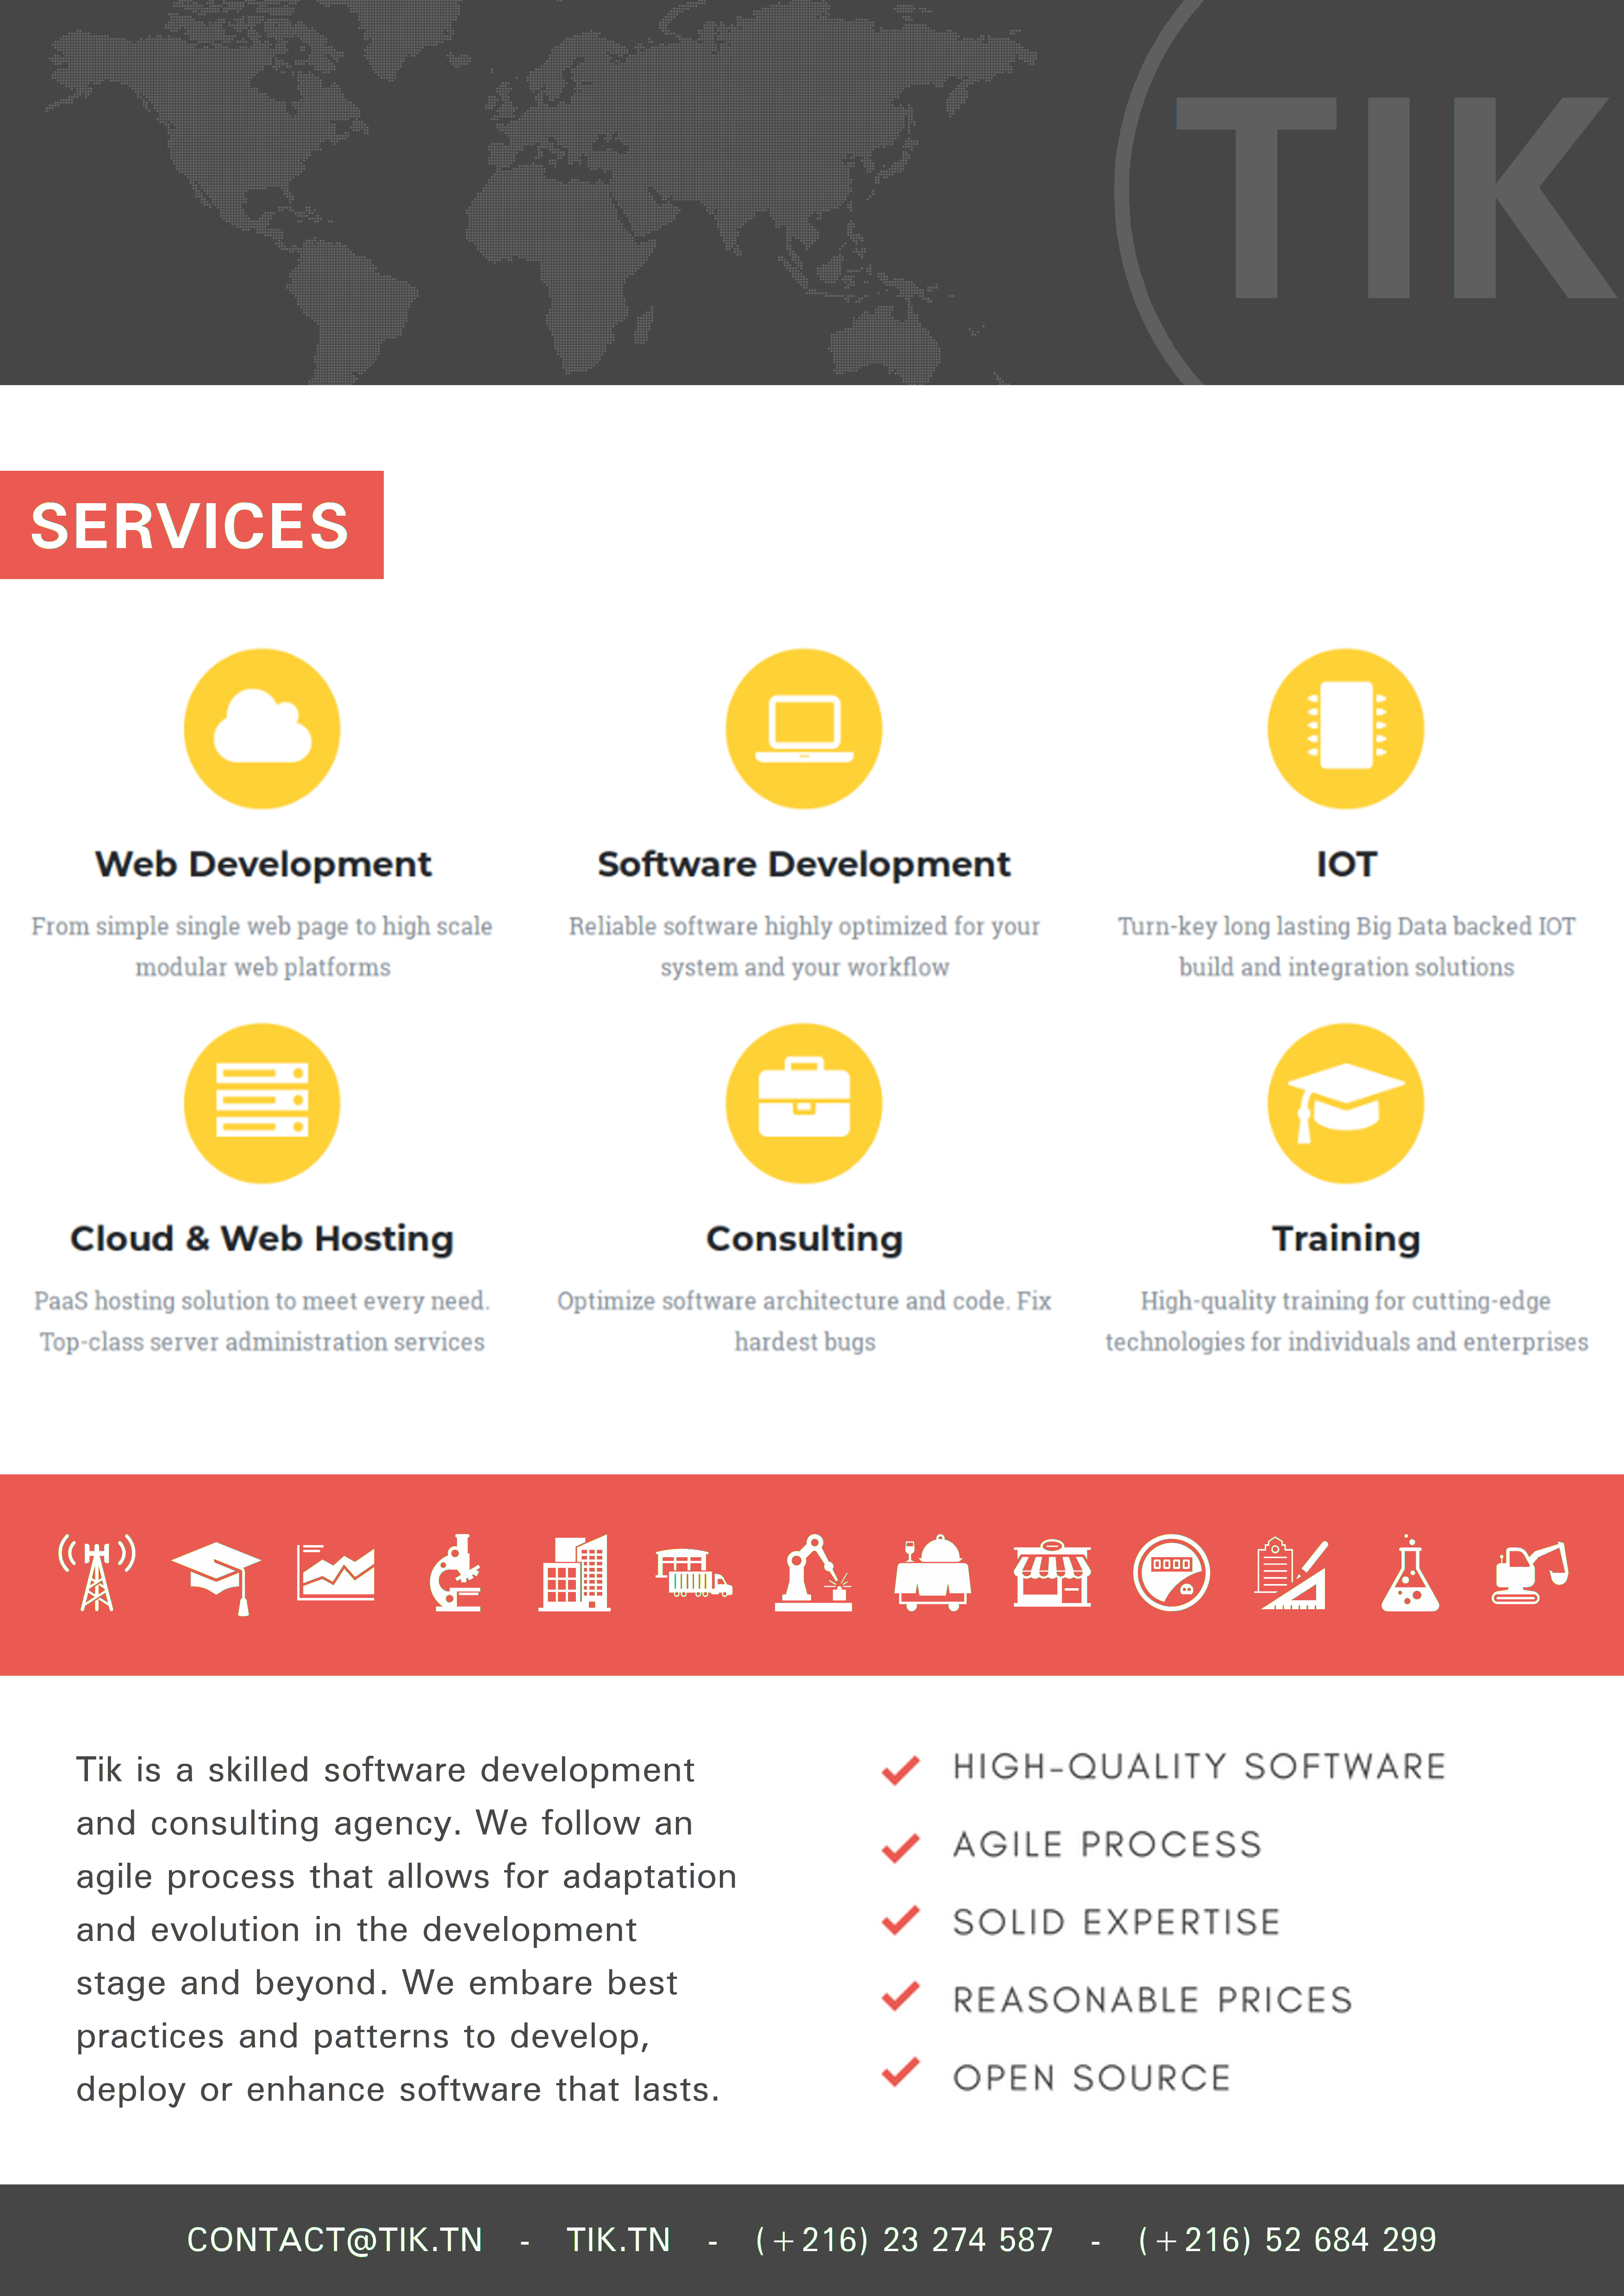 TIK
SERVICES
Web Development
From simple single web page to high scale
modular web platforms
Software Development
Reliable software highly optimized for your
system and your workflow
IOT
Turn-key long lasting Big Data backed IOT
build and integration solutions
Cloud & Web Hosting
PaaS hosting solution to meet every need.
Top-class server administration services
Consulting
Optimize software architecture and code. Fix
hardest bugs
Training
High-quality training for cutting-edge
technologies for individuals and enterprises
Tik is a skilled software development
and consulting agency. We follow an
agile process that allows for adaptation
and evolution in the development
stage and beyond. We embare best
practices and patterns to develop,
deploy or enhance software that lasts.
HIGH-QUALITY SOFTWARE
AGILE PROCESS
SOLID EXPERTISE
REASONABLE PRICES
OPEN SOURCE
CONTACT@TIK.TN - TIK.TN - (+216) 23 274 587 - (+216) 52 684 299